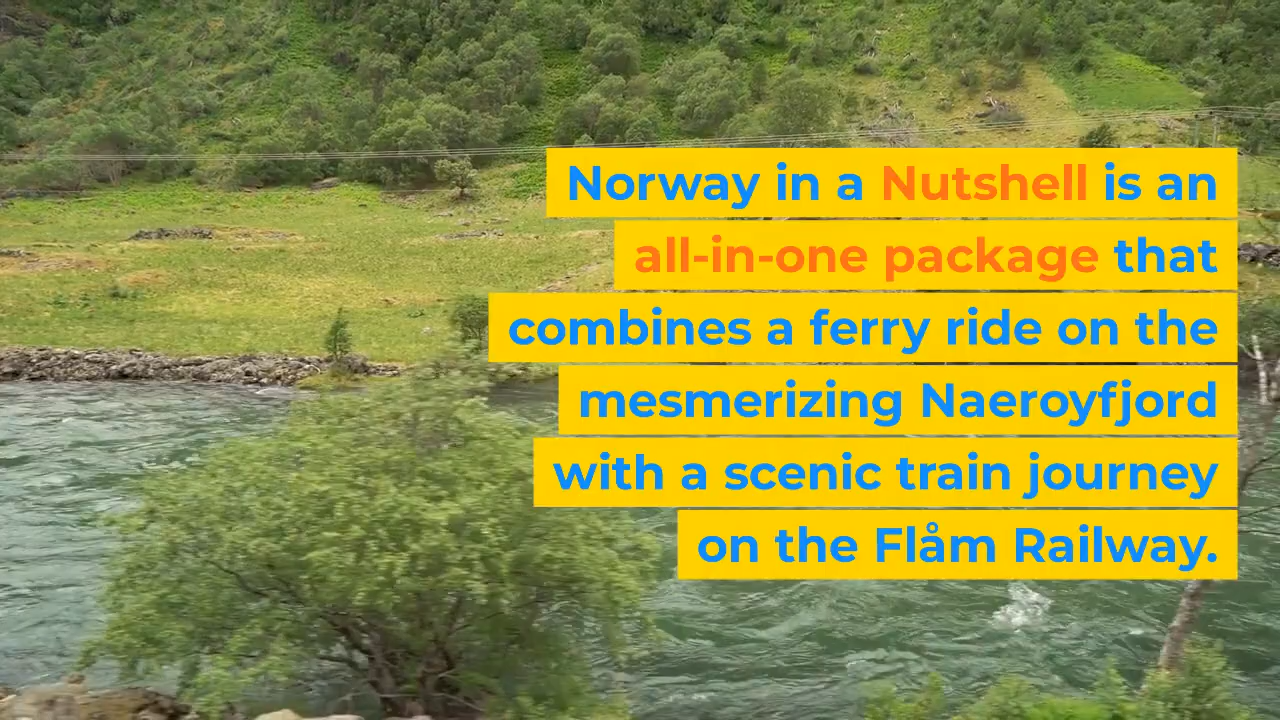 Norway in a Nutshell is an
all-in-one package that
combines a ferry ride on the
mesmerizing Naeroyfjord
with a scenic train journey
on the Flåm Railway.